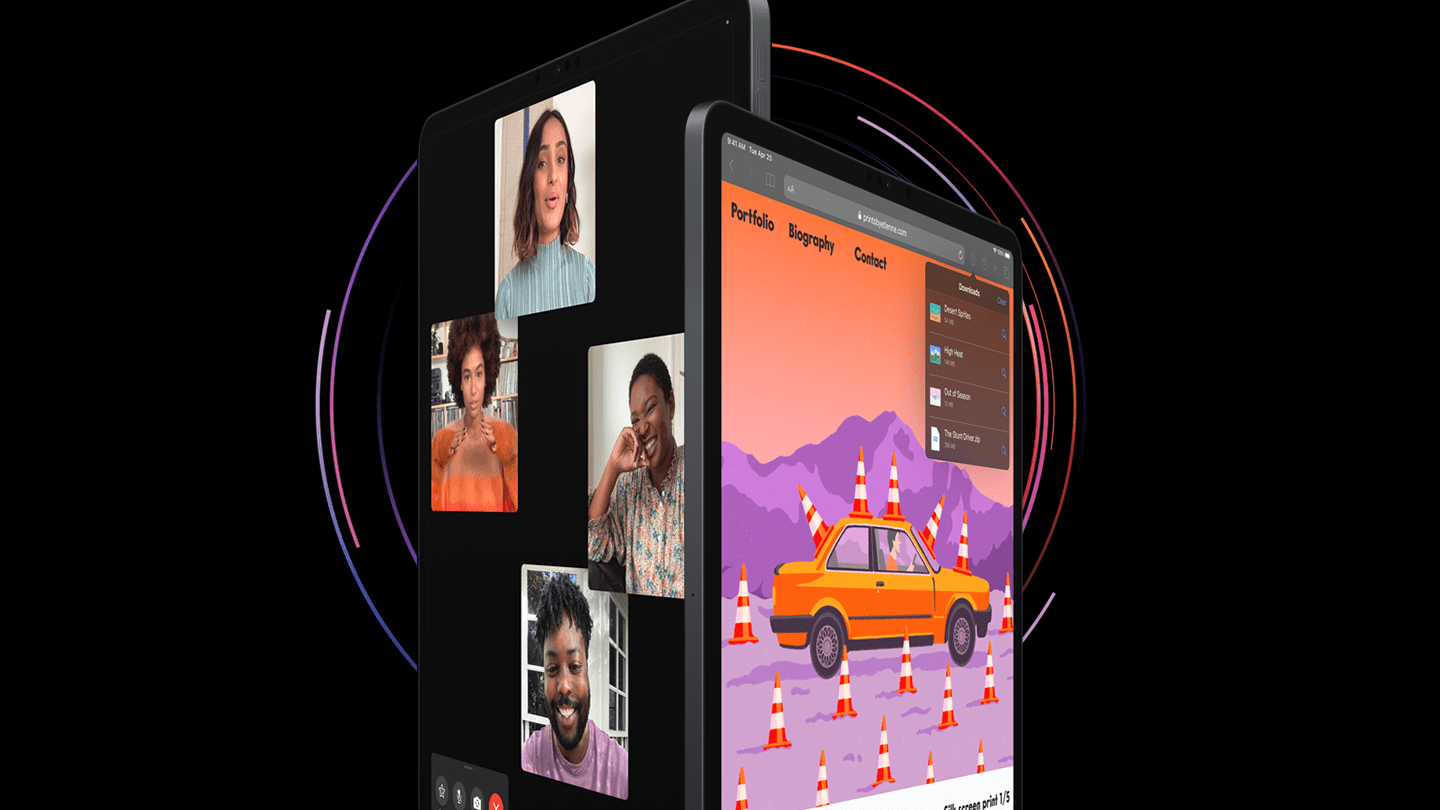 9:41 AM Tue Apr 20
AA
printsbyetienne.com
Portfolio Biography Contact
Downloads
Clear
Desert Sprites
High Heat
Out of Season
The Stunt Driver.zip
Silk screen print 1/5